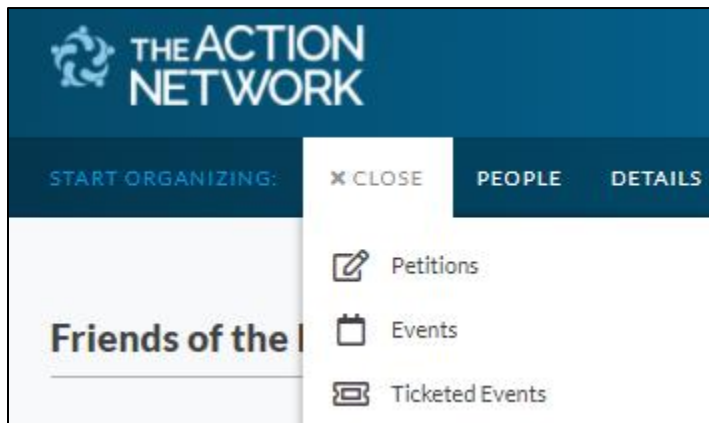 THE ACTION
NETWORK
START ORGANIZING: × CLOSE PEOPLE DETAILS
Petitions
Events
Friends of the
Ticketed Events